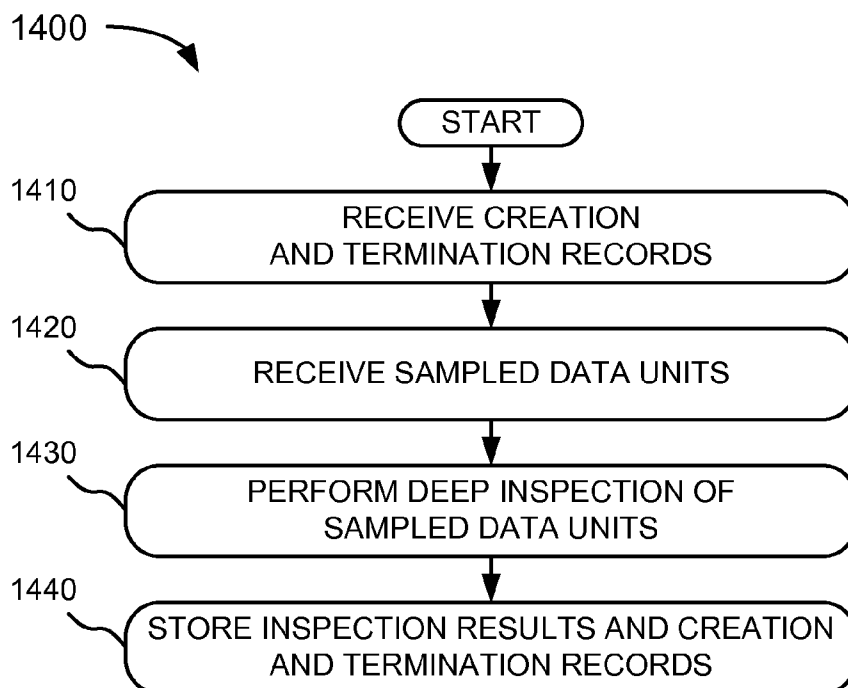 1400
START
1410
RECEIVE CREATION
AND TERMINATION RECORDS
1420
RECEIVE SAMPLED DATA UNITS
1430
PERFORM DEEP INSPECTION OF
SAMPLED DATA UNITS
1440
STORE INSPECTION RESULTS AND CREATION
AND TERMINATION RECORDS